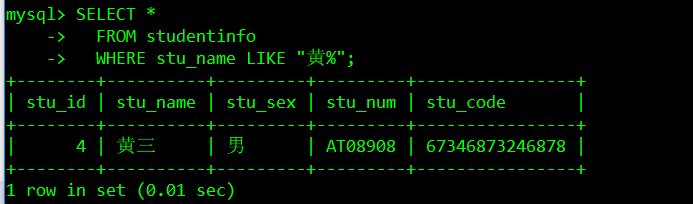 mysql> SELECT *
    ->   FROM studentinfo
    ->   WHERE stu_name LIKE "黄%";
+--------+----------+---------+---------+----------------+
| stu_id | stu_name | stu_sex | stu_num | stu_code       |
+--------+----------+---------+---------+----------------+
|      4 | 黄三     | 男      | AT08908 | 67346873246878 |
+--------+----------+---------+---------+----------------+
1 row in set (0.01 sec)